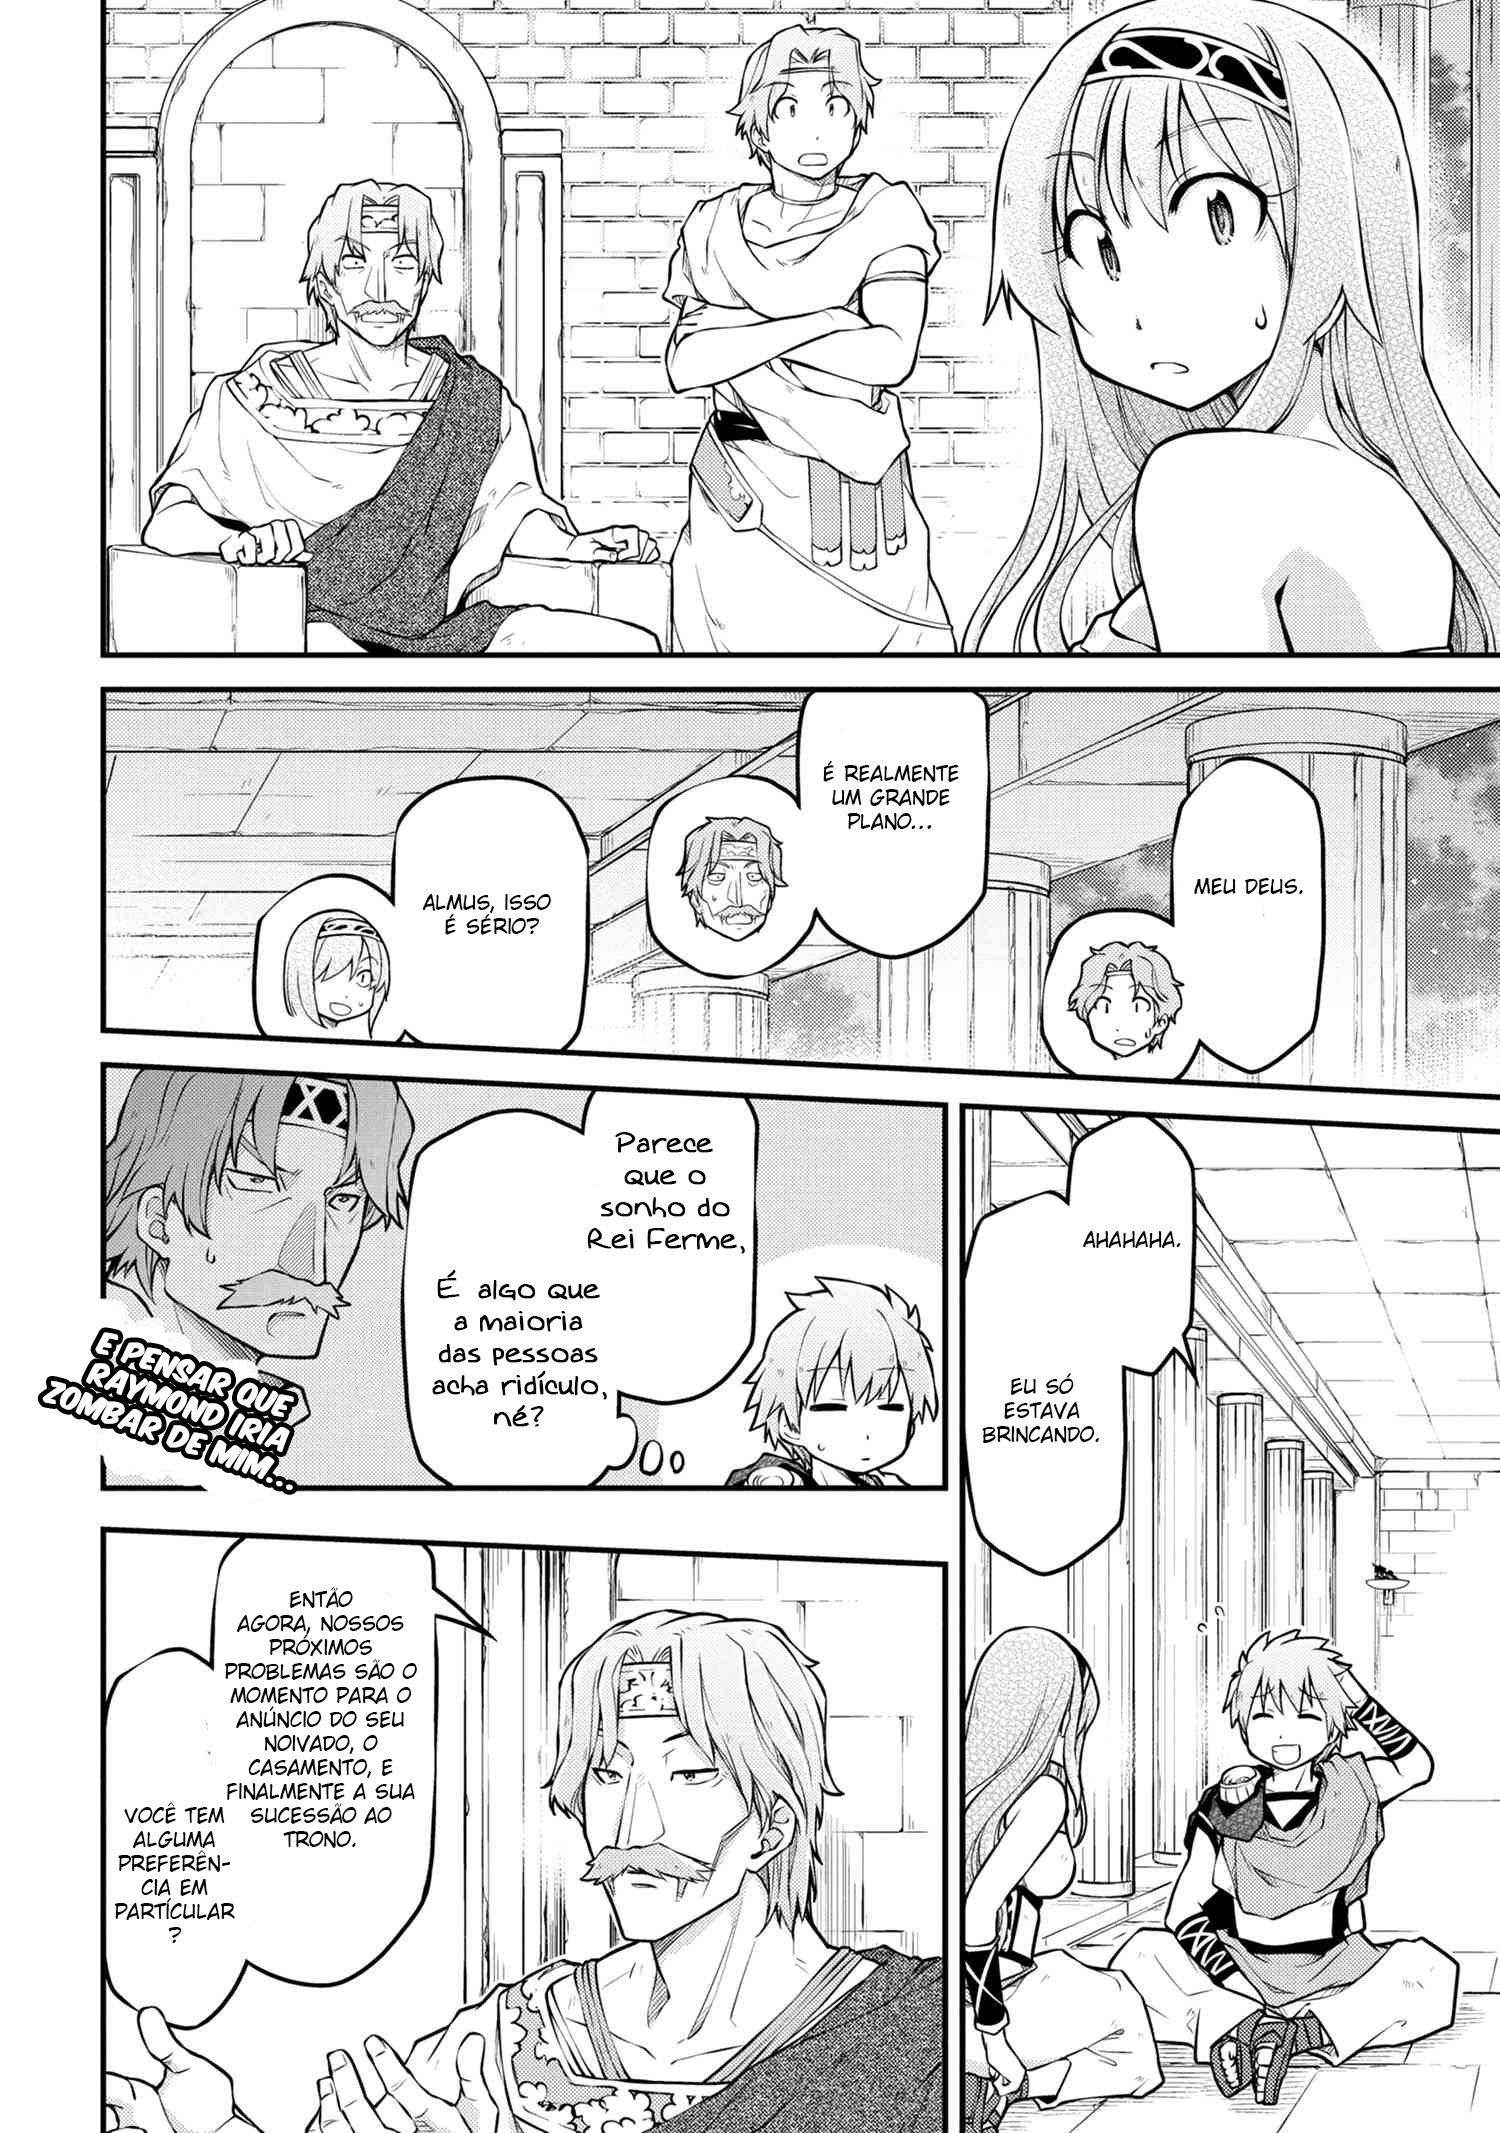 MEU DEUS.
É REALMENTE
UM GRANDE
PLANO...
ALMUS, ISSO
É SÉRIO?
AHAHAHA.
EU SÓ
ESTAVA
BRINCANDO.
Parece
que o
sonho do
Rei Ferme,
É algo que
a maioria
das pessoas
acha ridículo,
né?
E PENSAR QUE
RAYMOND IRIA
ZOMBAR DE MIM...
ENTÃO
AGORA, NOSSOS
PRÓXIMOS
PROBLEMAS SÃO O
MOMENTO PARA O
ANÚNCIO DO SEU
NOIVADO, O
CASAMENTO, E
FINALMENTE A SUA
SUCESSÃO AO
TRONO.
VOCÊ TEM
ALGUMA
PREFERÊN-
CIA EM
PARTÍCULAR
?